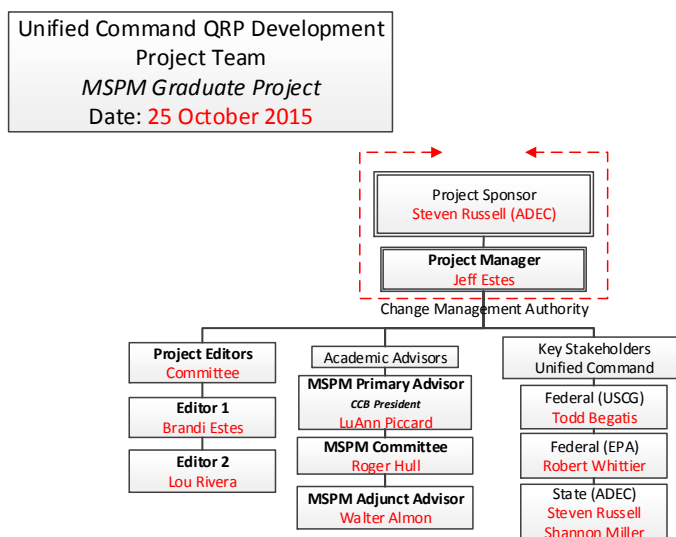 Unified Command QRP Development
Project Team
MSPM Graduate Project
Date: 25 October 2015
Project Sponsor
Steven Russell (ADEC)
Project Manager
Jeff Estes
Change Management Authority
Project Editors
Committee
Editor 1
Brandi Estes
Editor 2
Lou Rivera
Academic Advisors
MSPM Primary Advisor
CCB President
LuAnn Piccard
MSPM Committee
Roger Hull
MSPM Adjunct Advisor
Walter Almon
Key Stakeholders
Unified Command
Federal (USCG)
Todd Begatis
Federal (EPA)
Robert Whittier
State (ADEC)
Steven Russell
Shannon Miller